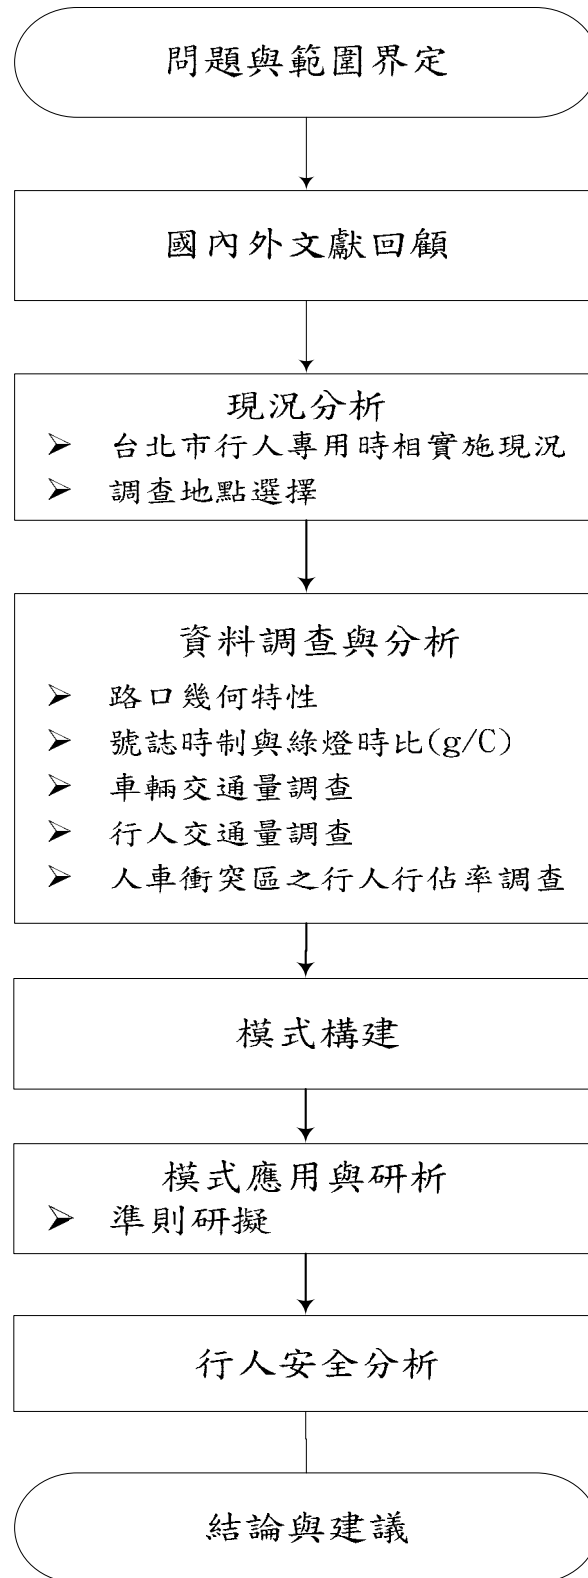 問題與範圍界定
國內外文獻回顧
現況分析
➢ 台北市行人專用時相實施現況
➢ 調查地點選擇
資料調查與分析
➢ 路口幾何特性
➢ 號誌時制與綠燈時比(g/C)
➢ 車輛交通量調查
➢ 行人交通量調查
➢ 人車衝突區之行人行佔率調查
模式構建
模式應用與研析
➢ 準則研擬
行人安全分析
結論與建議